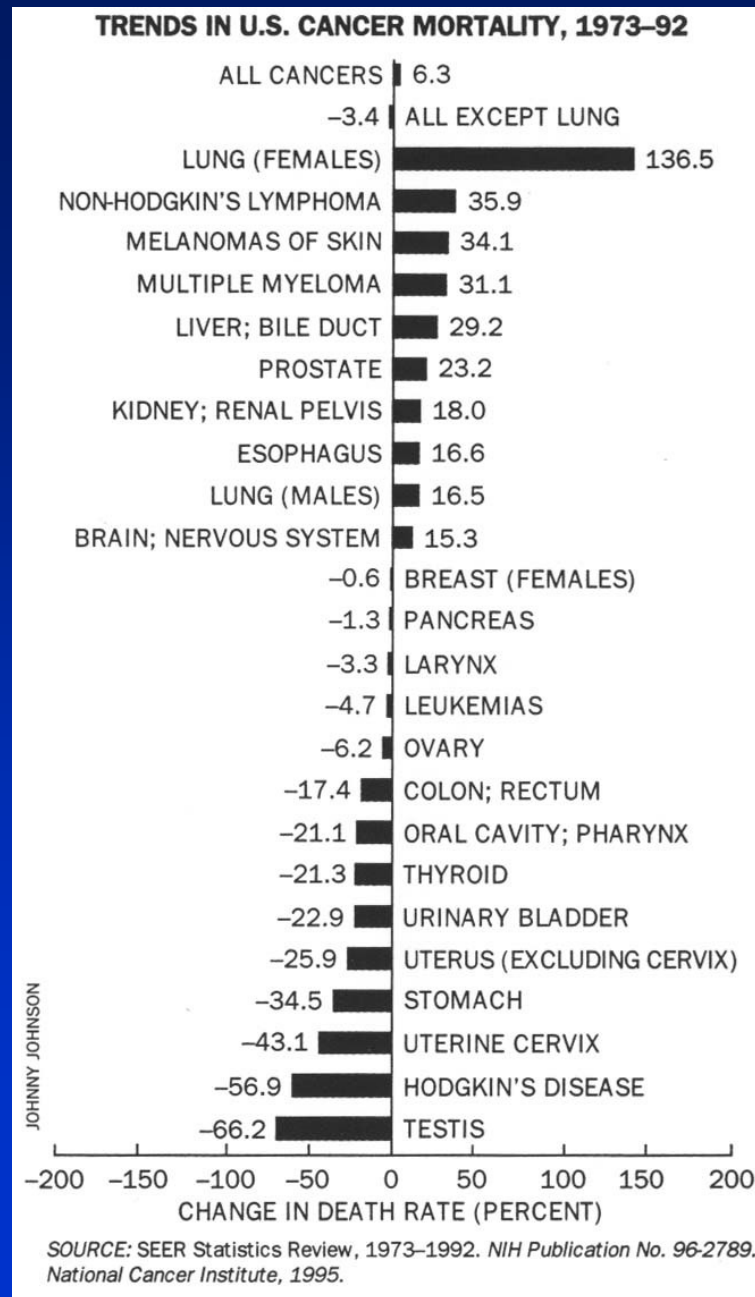 TRENDS IN U.S. CANCER MORTALITY, 1973–92
ALL CANCERS 6.3
–3.4 ALL EXCEPT LUNG
LUNG (FEMALES) 136.5
NON-HODGKIN'S LYMPHOMA 35.9
MELANOMAS OF SKIN 34.1
MULTIPLE MYELOMA 31.1
LIVER; BILE DUCT 29.2
PROSTATE 23.2
KIDNEY; RENAL PELVIS 18.0
ESOPHAGUS 16.6
LUNG (MALES) 16.5
BRAIN; NERVOUS SYSTEM 15.3
–0.6 BREAST (FEMALES)
–1.3 PANCREAS
–3.3 LARYNX
–4.7 LEUKEMIAS
–6.2 OVARY
–17.4 COLON; RECTUM
–21.1 ORAL CAVITY; PHARYNX
–21.3 THYROID
–22.9 URINARY BLADDER
–25.9 UTERUS (EXCLUDING CERVIX)
–34.5 STOMACH
–43.1 UTERINE CERVIX
–56.9 HODGKIN'S DISEASE
–66.2 TESTIS
JOHNNY JOHNSON
–200 –150 –100 –50 0 50 100 150 200
CHANGE IN DEATH RATE (PERCENT)
SOURCE: SEER Statistics Review, 1973–1992. NIH Publication No. 96-2789.
National Cancer Institute, 1995.